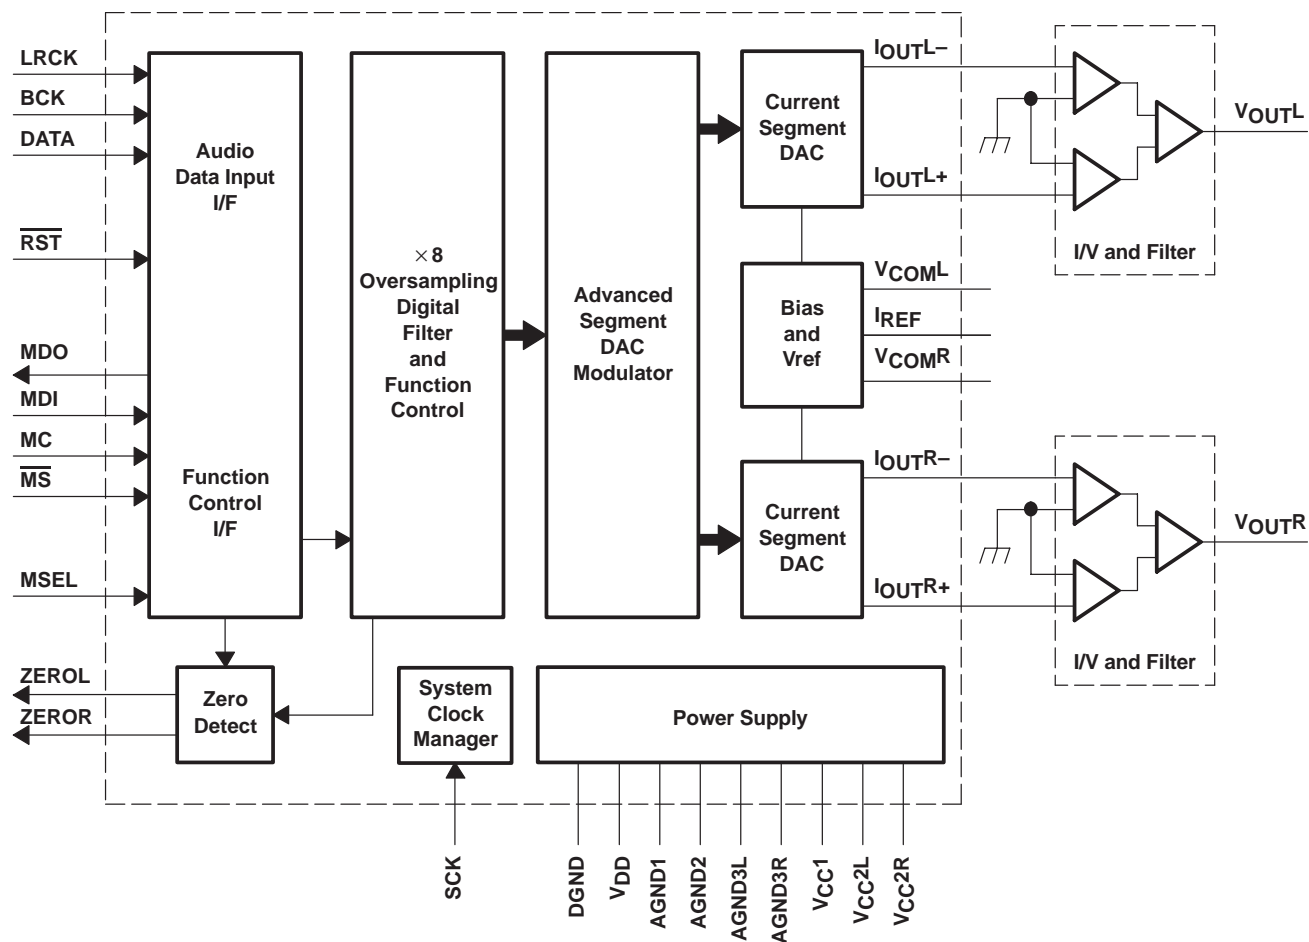 LRCK
BCK
DATA
RST
MDO
MDI
MC
MS
MSEL
ZEROL
ZEROR
Audio
Data Input
I/F
Function
Control
I/F
×8
Oversampling
Digital
Filter
and
Function
Control
Advanced
Segment
DAC
Modulator
Current
Segment
DAC
Bias
and
Vref
Current
Segment
DAC
IOUTL–
IOUTL+
VCOML
IREF
VCOMR
IOUTR–
IOUTR+
VOUTL
I/V and Filter
VOUTR
I/V and Filter
Zero
Detect
System
Clock
Manager
Power Supply
SCK
DGND
VDD
AGND1
AGND2
AGND3L
AGND3R
VCC1
VCC2L
VCC2R